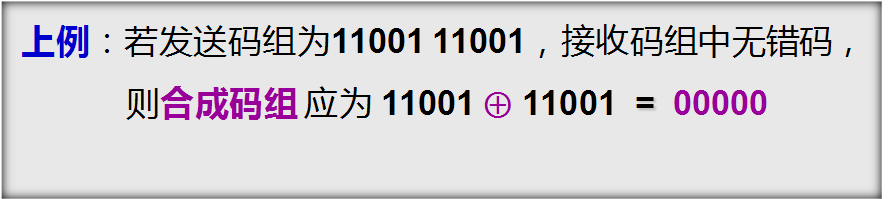 上例：若发送码组为11001 11001，接收码组中无错码，
则合成码组应为 11001 ⊕ 11001 = 00000